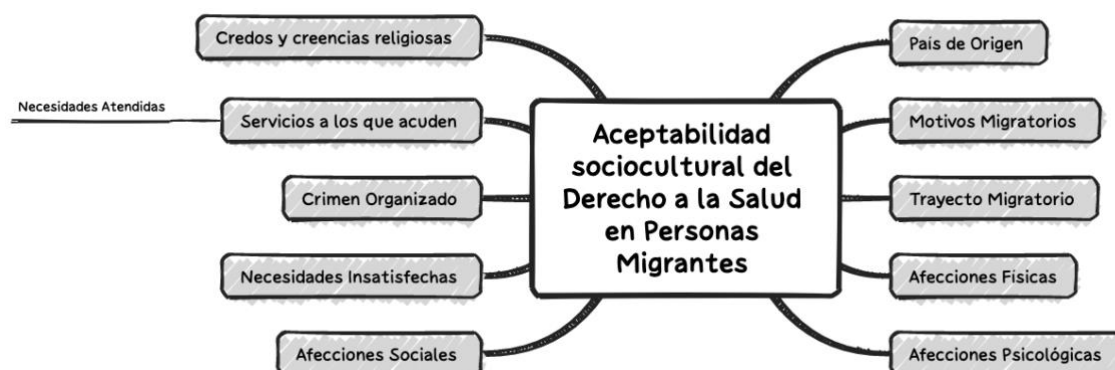 Credos y creencias religiosas
País de Origen
Necesidades Atendidas
Servicios a los que acuden
Motivos Migratorios
Aceptabilidad
sociocultural del
Derecho a la Salud
en Personas
Migrantes
Crimen Organizado
Trayecto Migratorio
Necesidades Insatisfechas
Afecciones Físicas
Afecciones Sociales
Afecciones Psicológicas